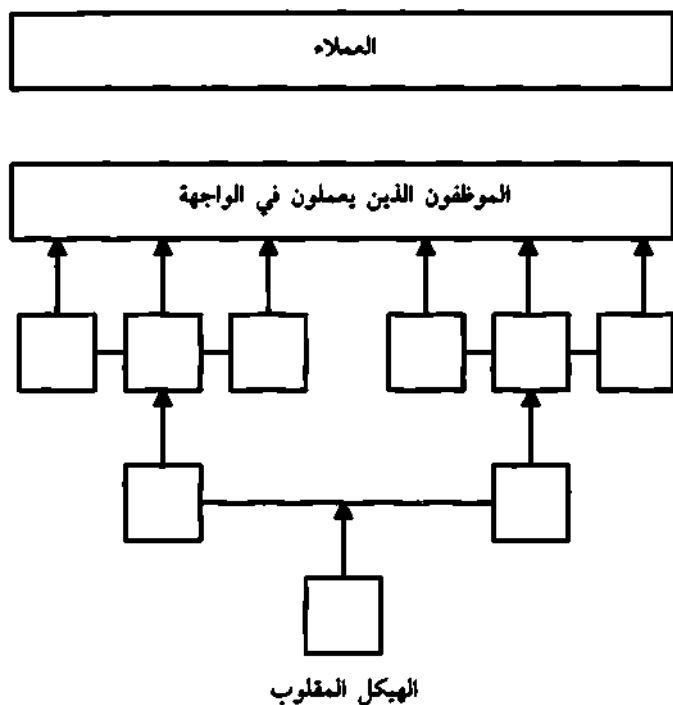 العملاء
الموظفون الذين يعملون في الواجهة
الهيكل المقلوب